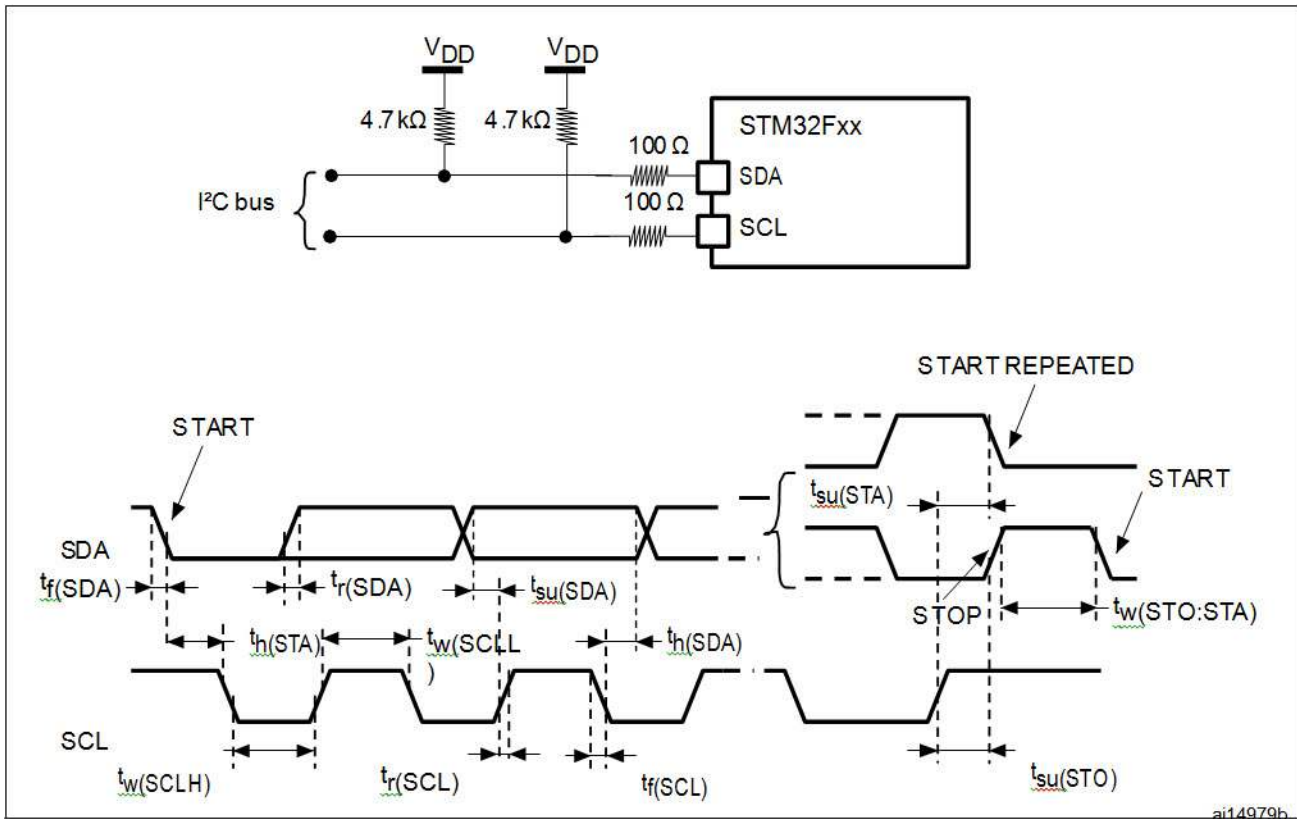 VDD
VDD
4.7 kΩ
4.7 kΩ
STM32Fxx
100 Ω
SDA
I²C bus
100 Ω
SCL
START REPEATED
START
tsu(STA)
START
SDA
tf(SDA)
tr(SDA)
tsu(SDA)
STOP
tw(STO:STA)
th(STA)
tw(SCLL
)
th(SDA)
SCL
tw(SCLH)
tr(SCL)
tf(SCL)
tsu(STO)
ai14979b